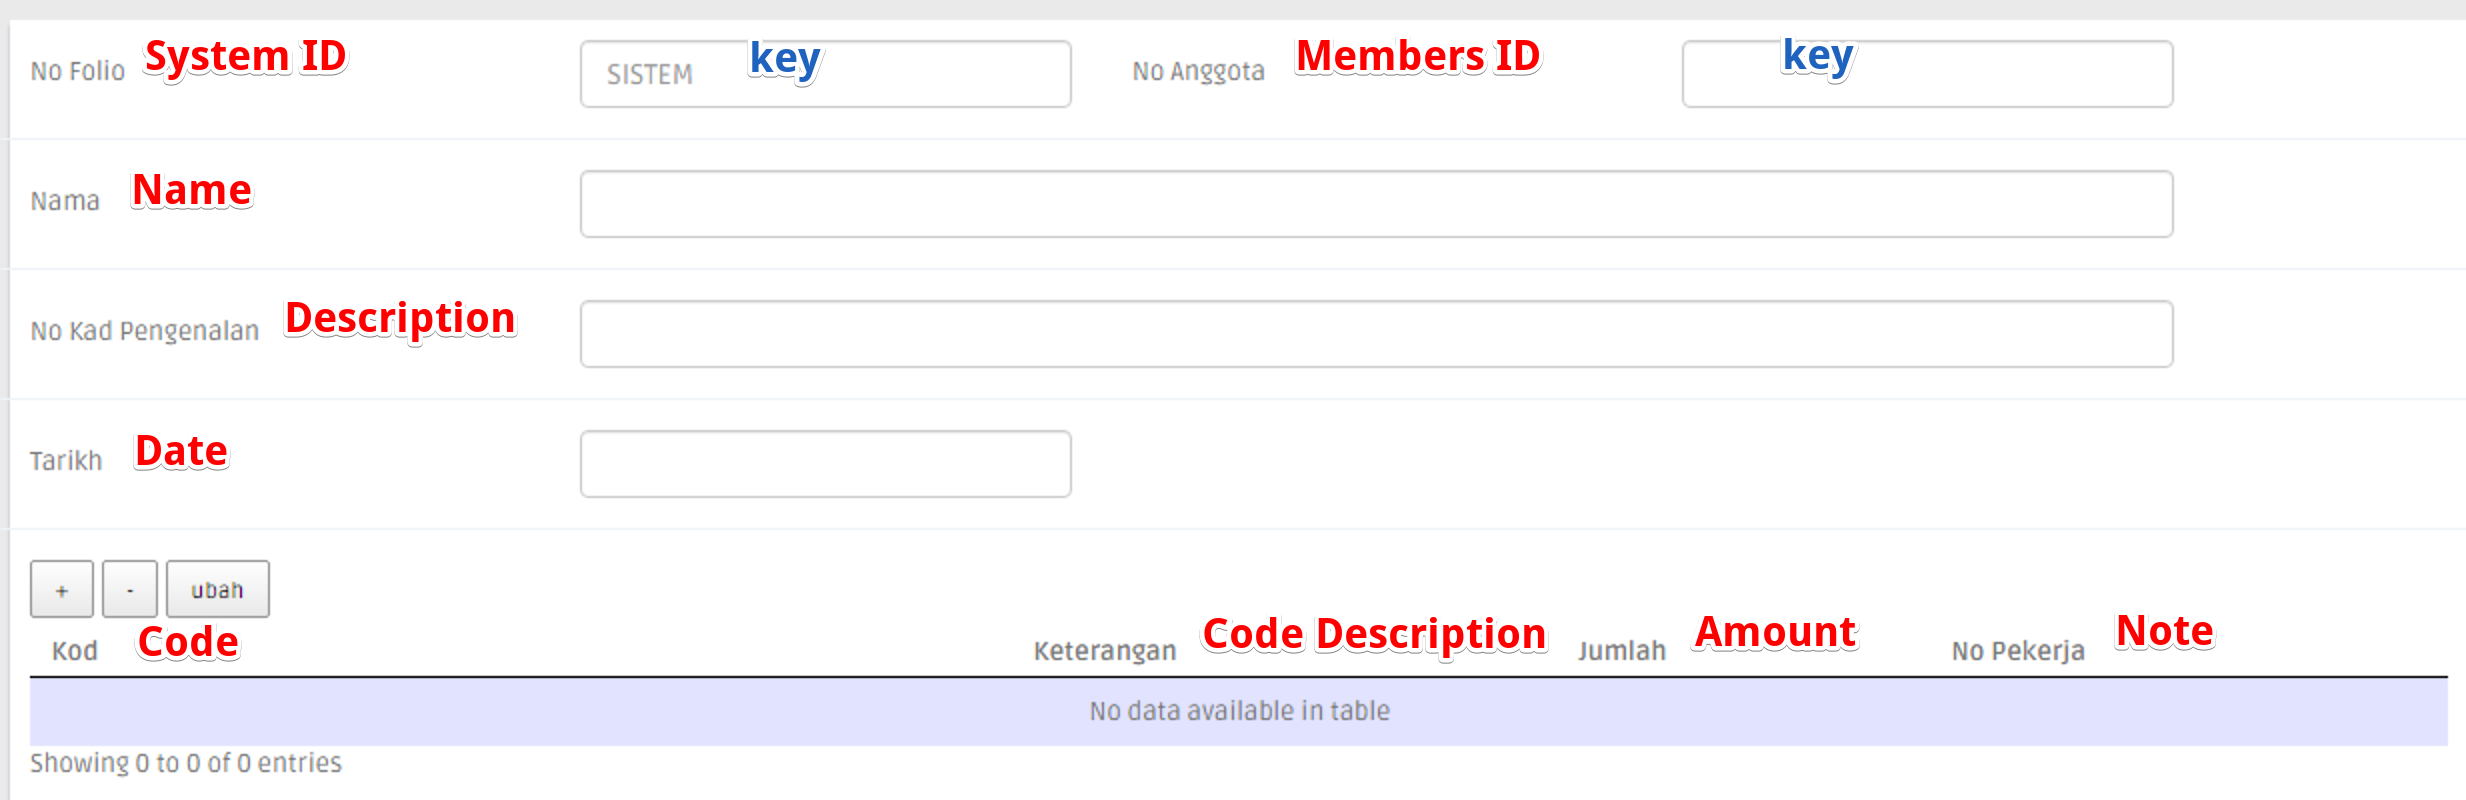 No Folio System ID SISTEM key No Anggota Members ID key
Nama Name
No Kad Pengenalan Description
Tarikh Date
+ - ubah
Kod Code Keterangan Code Description Jumlah Amount No Pekerja Note
No data available in table
Showing 0 to 0 of 0 entries